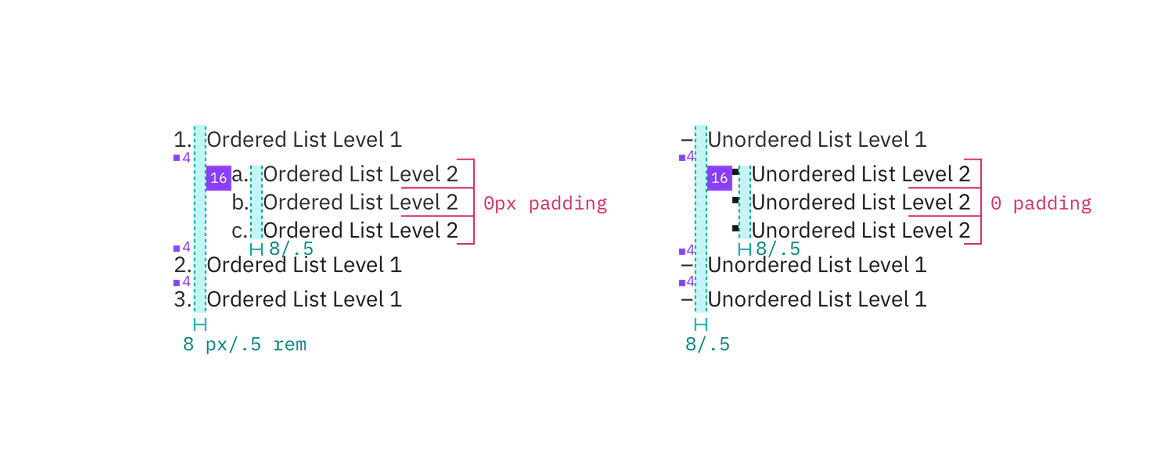 1. Ordered List Level 1
4
16 a. Ordered List Level 2
b. Ordered List Level 2
c. Ordered List Level 2
0px padding
4
8/.5
2. Ordered List Level 1
4
3. Ordered List Level 1
8 px/.5 rem
– Unordered List Level 1
4
16 ▪ Unordered List Level 2
▪ Unordered List Level 2
▪ Unordered List Level 2
0 padding
4
8/.5
– Unordered List Level 1
4
– Unordered List Level 1
8/.5